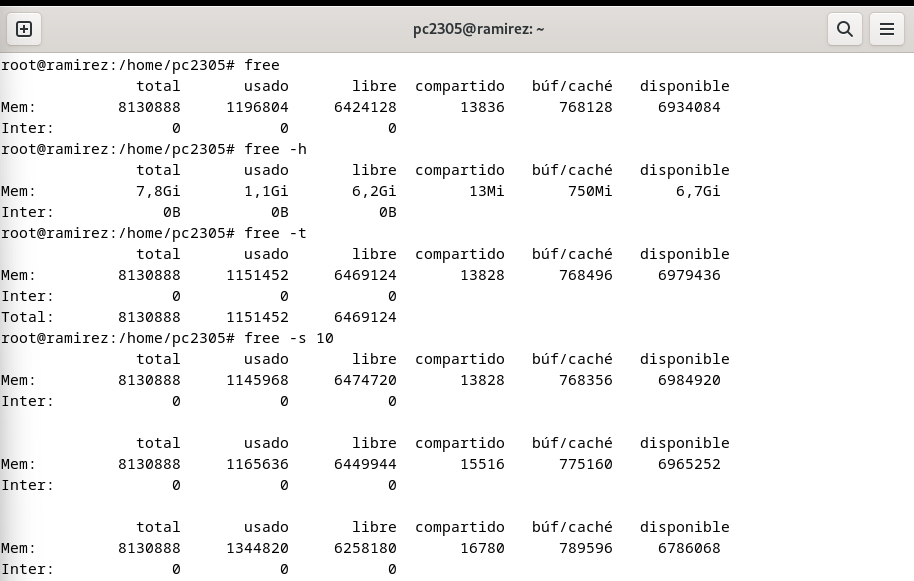 pc2305@ramirez: ~
root@ramirez:/home/pc2305# free
total usado libre compartido búf/caché disponible
Mem: 8130888 1196804 6424128 13836 768128 6934084
Inter: 0 0 0
root@ramirez:/home/pc2305# free -h
total usado libre compartido búf/caché disponible
Mem: 7,8Gi 1,1Gi 6,2Gi 13Mi 750Mi 6,7Gi
Inter: 0B 0B 0B
root@ramirez:/home/pc2305# free -t
total usado libre compartido búf/caché disponible
Mem: 8130888 1151452 6469124 13828 768496 6979436
Inter: 0 0 0
Total: 8130888 1151452 6469124
root@ramirez:/home/pc2305# free -s 10
total usado libre compartido búf/caché disponible
Mem: 8130888 1145968 6474720 13828 768356 6984920
Inter: 0 0 0
total usado libre compartido búf/caché disponible
Mem: 8130888 1165636 6449944 15516 775160 6965252
Inter: 0 0 0
total usado libre compartido búf/caché disponible
Mem: 8130888 1344820 6258180 16780 789596 6786068
Inter: 0 0 0